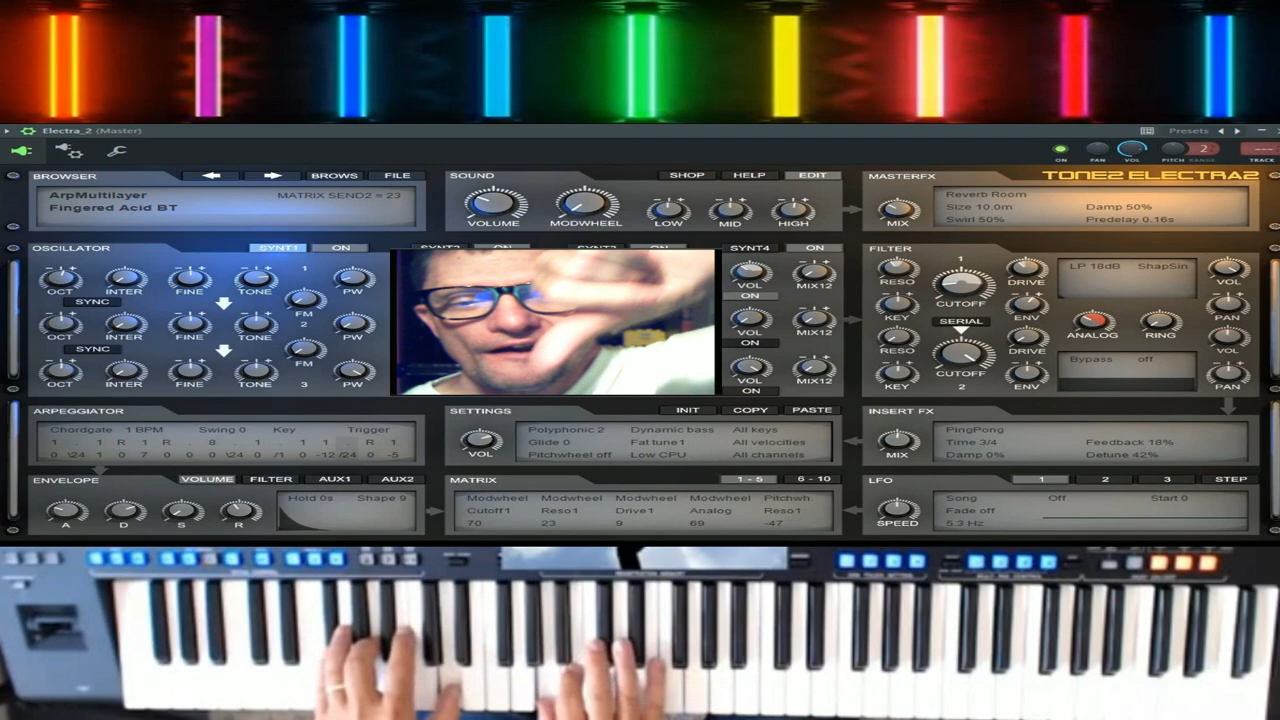 Electra_2 (Master)
Presets
2
ON PAN VOL PITCH RANGE TRACK
BROWSER BROWS FILE
ArpMultilayer MATRIX SEND2 = 23
Fingered Acid BT
SOUND SHOP HELP EDIT
VOLUME MODWHEEL LOW MID HIGH
MASTERFX TONE2 ELECTRA2
MIX
Reverb Room
Size 10.0m Damp 50%
Swirl 50% Predelay 0.16s
OSCILLATOR SYNT1 ON SYNT2 ON SYNT3 ON SYNT4 ON
OCT INTER FINE TONE 1 PW
SYNC FM
2
OCT INTER FINE TONE PW
SYNC FM
OCT INTER FINE TONE 3 PW
VOL MIX12
ON
VOL MIX12
ON
VOL MIX12
ON
FILTER
1
RESO CUTOFF DRIVE LP 18dB ShapSin VOL
KEY SERIAL ENV ANALOG RING PAN
RESO CUTOFF DRIVE Bypass off VOL
KEY 2 ENV PAN
ARPEGGIATOR
Chordgate 1 BPM Swing 0 Key Trigger
1 . 1 R 1 R . 8 . 1 . 1 . R 1
0 \24 1 0 7 0 0 0 \24 0 /1 0 -12 /24 0 -5
SETTINGS INIT COPY PASTE
VOL
Polyphonic 2 Dynamic bass All keys
Glide 0 Fat tune1 All velocities
Pitchwheel off Low CPU All channels
INSERT FX
MIX
PingPong
Time 3/4 Feedback 18%
Damp 0% Detune 42%
ENVELOPE VOLUME FILTER AUX1 AUX2
A D S R
Hold 0s Shape 9
MATRIX 1 - 5 6 - 10
Modwheel Modwheel Modwheel Modwheel Pitchwh.
Cutoff1 Reso1 Drive1 Analog Reso1
70 23 9 69 -47
LFO 1 2 3 STEP
SPEED
Song Off Start 0
Fade off
5.3 Hz